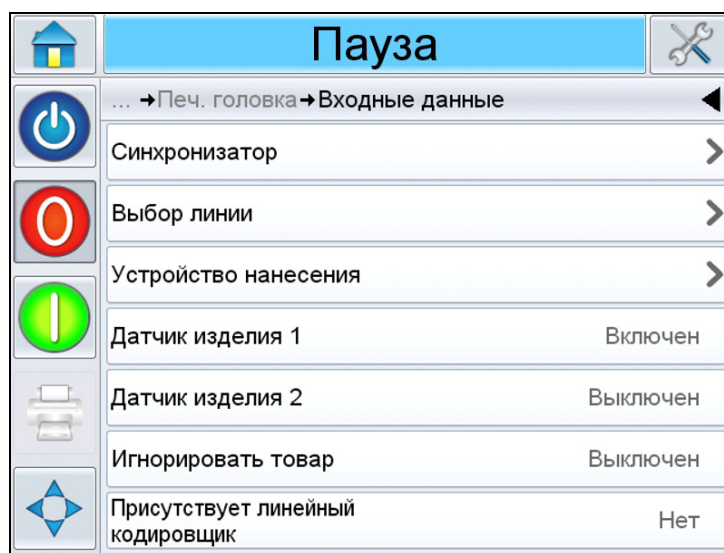 Пауза
... →Печ. головка→Входные данные
Синхронизатор
Выбор линии
Устройство нанесения
Датчик изделия 1 Включен
Датчик изделия 2 Выключен
Игнорировать товар Выключен
Присутствует линейный
кодировщик Нет